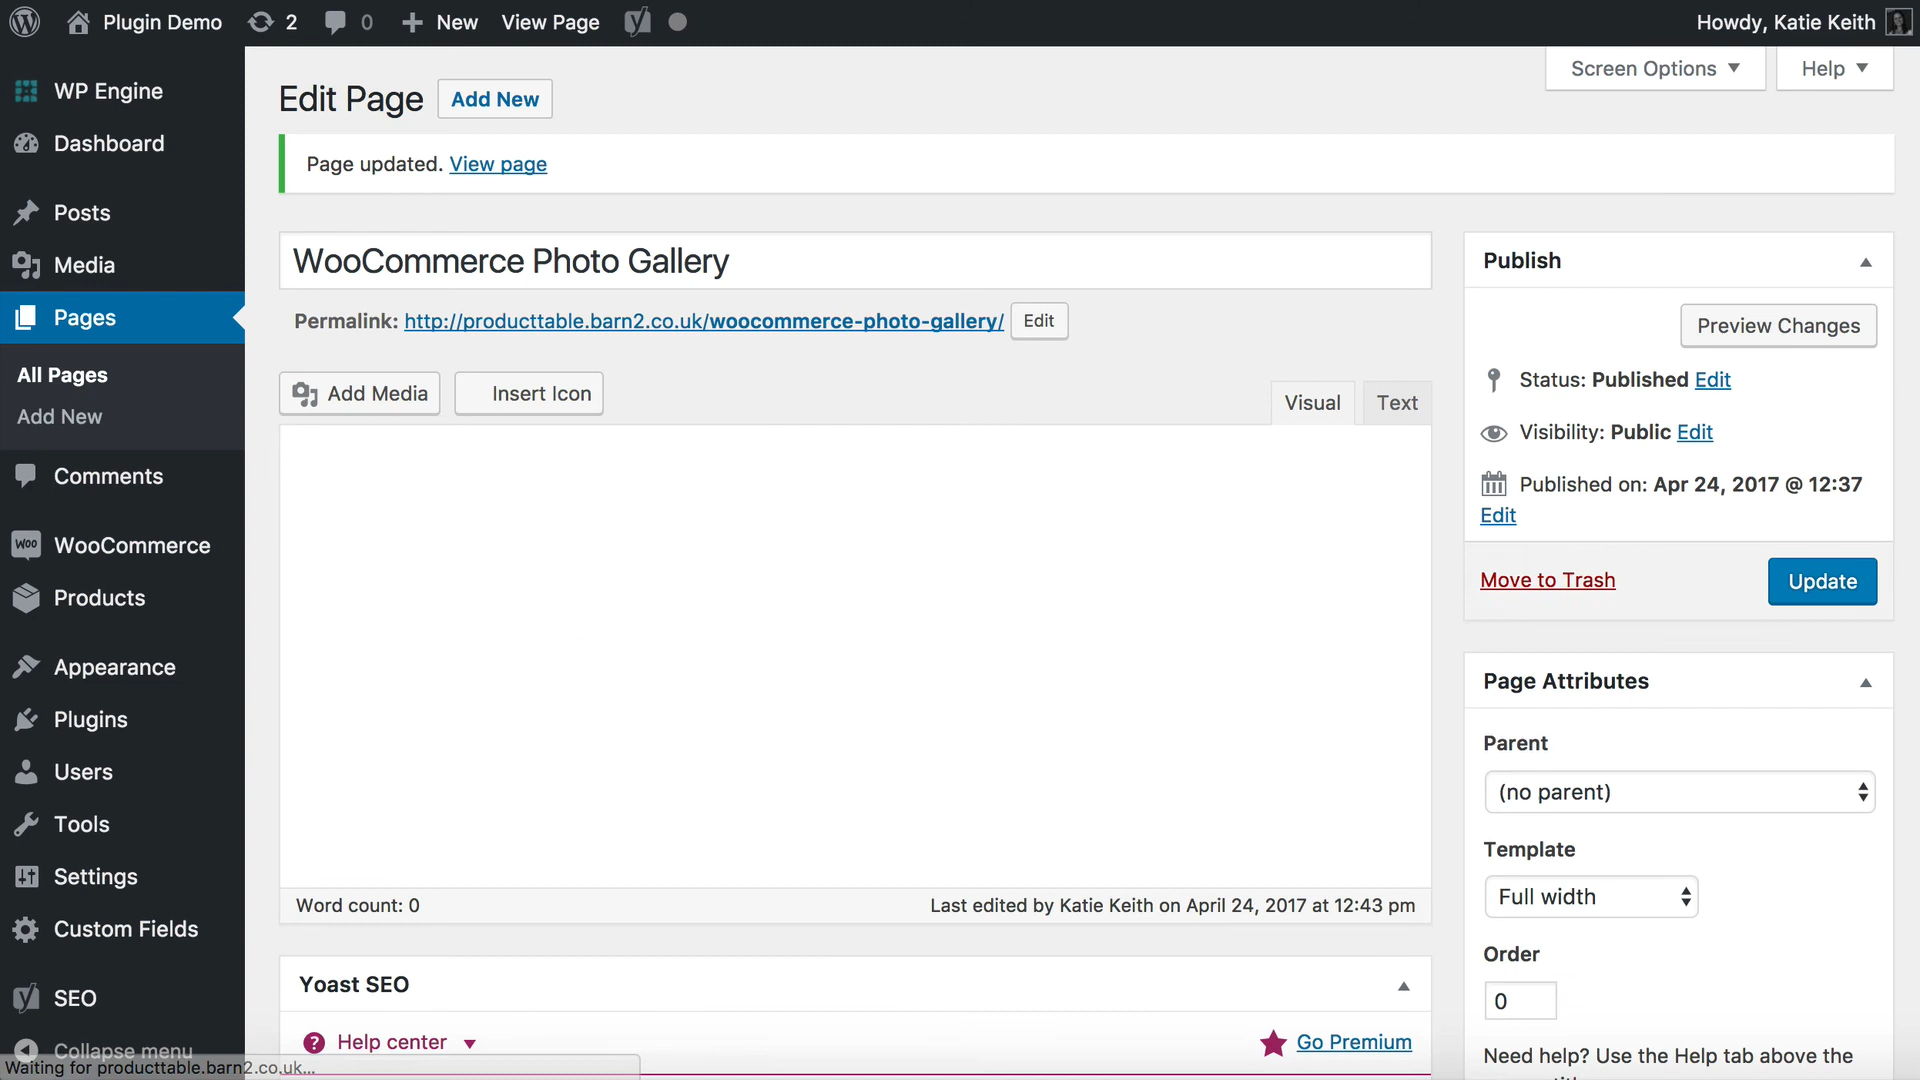 Plugin Demo 2 0 New View Page Howdy, Katie Keith
WP Engine
Dashboard
Posts
Media
Pages
All Pages
Add New
Comments
Woo WooCommerce
Products
Appearance
Plugins
Users
Tools
Settings
Custom Fields
SEO
Collapse menu
Waiting for producttable.barn2.co.uk...
Screen Options Help
Edit Page Add New
Page updated. View page
WooCommerce Photo Gallery
Permalink: http://producttable.barn2.co.uk/woocommerce-photo-gallery/ Edit
Add Media Insert Icon Visual Text
Word count: 0 Last edited by Katie Keith on April 24, 2017 at 12:43 pm
Yoast SEO
? Help center Go Premium
Publish
Preview Changes
Status: Published Edit
Visibility: Public Edit
Published on: Apr 24, 2017 @ 12:37
Edit
Move to Trash Update
Page Attributes
Parent
(no parent)
Template
Full width
Order
0
Need help? Use the Help tab above the